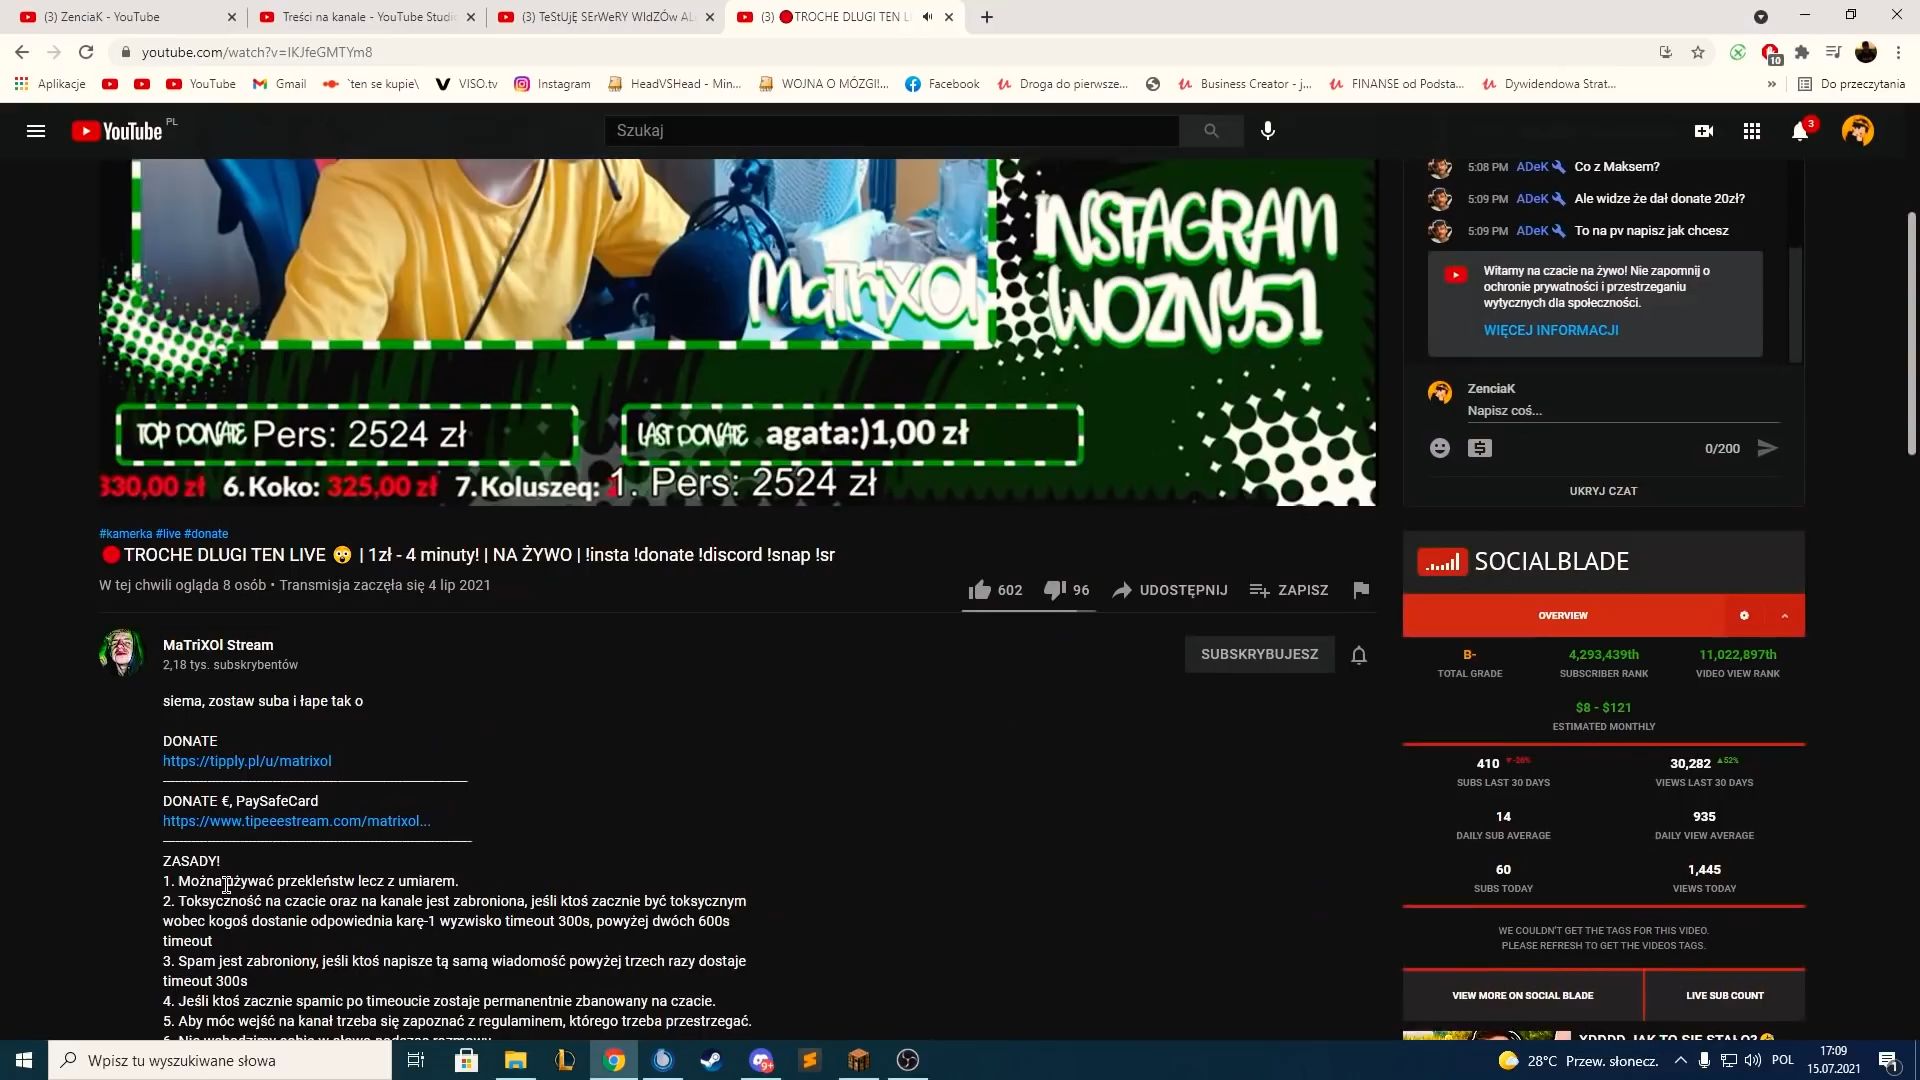 (3) ZenciaK - YouTube
Treści na kanale - YouTube Studio
(3) TeStUjĘ SErWeRY WIdZÓw AL
(3) 🔴TROCHE DLUGI TEN LI
youtube.com/watch?v=IKJfeGMTYm8
10
Aplikacje
YouTube
Gmail
`ten se kupie\
VISO.tv
Instagram
HeadVSHead - Min...
WOJNA O MÓZGI!...
Facebook
Droga do pierwsze...
Business Creator - j...
FINANSE od Podsta...
Dywidendowa Strat...
»
Do przeczytania
YouTube PL
Szukaj
3
5:08 PM ADeK Co z Maksem?
5:09 PM ADeK Ale widze że dał donate 20zł?
5:09 PM ADeK To na pv napisz jak chcesz
Witamy na czacie na żywo! Nie zapomnij o
ochronie prywatności i przestrzeganiu
wytycznych dla społeczności.
WIĘCEJ INFORMACJI
ZenciaK
Napisz coś...
0/200
UKRYJ CZAT
MaTrixOl
INSTAGRAM
WOZNY51
TOP DONATE Pers: 2524 zł
LAST DONATE agata:)1,00 zł
330,00 zł 6.Koko: 325,00 zł 7.Koluszeq:
1. Pers: 2524 zł
#kamerka #live #donate
🔴TROCHE DLUGI TEN LIVE 😲 | 1zł - 4 minuty! | NA ŻYWO | !insta !donate !discord !snap !sr
W tej chwili ogląda 8 osób • Transmisja zaczęła się 4 lip 2021
602
96
UDOSTĘPNIJ
ZAPISZ
MaTriXOl Stream
2,18 tys. subskrybentów
SUBSKRYBUJESZ
siema, zostaw suba i łape tak o
DONATE
https://tipply.pl/u/matrixol
DONATE €, PaySafeCard
https://www.tipeeestream.com/matrixol...
ZASADY!
1. Można używać przekleństw lecz z umiarem.
2. Toksyczność na czacie oraz na kanale jest zabroniona, jeśli ktoś zacznie być toksycznym
wobec kogoś dostanie odpowiednia karę-1 wyzwisko timeout 300s, powyżej dwóch 600s
timeout
3. Spam jest zabroniony, jeśli ktoś napisze tą samą wiadomość powyżej trzech razy dostaje
timeout 300s
4. Jeśli ktoś zacznie spamic po timeoucie zostaje permanentnie zbanowany na czacie.
5. Aby móc wejść na kanał trzeba się zapoznać z regulaminem, którego trzeba przestrzegać.
SOCIALBLADE
OVERVIEW
B-
TOTAL GRADE
4,293,439th
SUBSCRIBER RANK
11,022,897th
VIDEO VIEW RANK
$8 - $121
ESTIMATED MONTHLY
410 ▼-26%
SUBS LAST 30 DAYS
30,282 ▲52%
VIEWS LAST 30 DAYS
14
DAILY SUB AVERAGE
935
DAILY VIEW AVERAGE
60
SUBS TODAY
1,445
VIEWS TODAY
WE COULDN'T GET THE TAGS FOR THIS VIDEO.
PLEASE REFRESH TO GET THE VIDEOS TAGS.
VIEW MORE ON SOCIAL BLADE
LIVE SUB COUNT
Wpisz tu wyszukiwane słowa
9+
28°C Przew. słonecz.
POL
17:09
15.07.2021
1